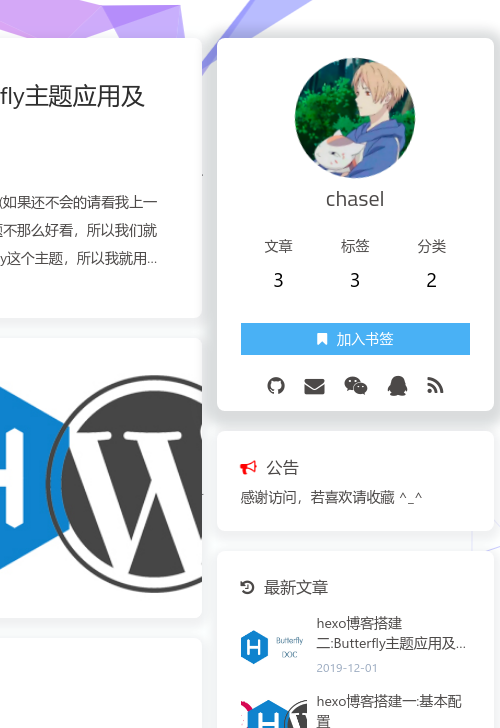 fly主题应用及
如果还不会的请看我上一
题不那么好看，所以我们就
y这个主题，所以我就用...
chasel
文章 标签 分类
3 3 2
加入书签
公告
感谢访问，若喜欢请收藏 ^_^
最新文章
hexo博客搭建
二:Butterfly主题应用及...
2019-12-01
Butterfly
DOC
hexo博客搭建一:基本配
置